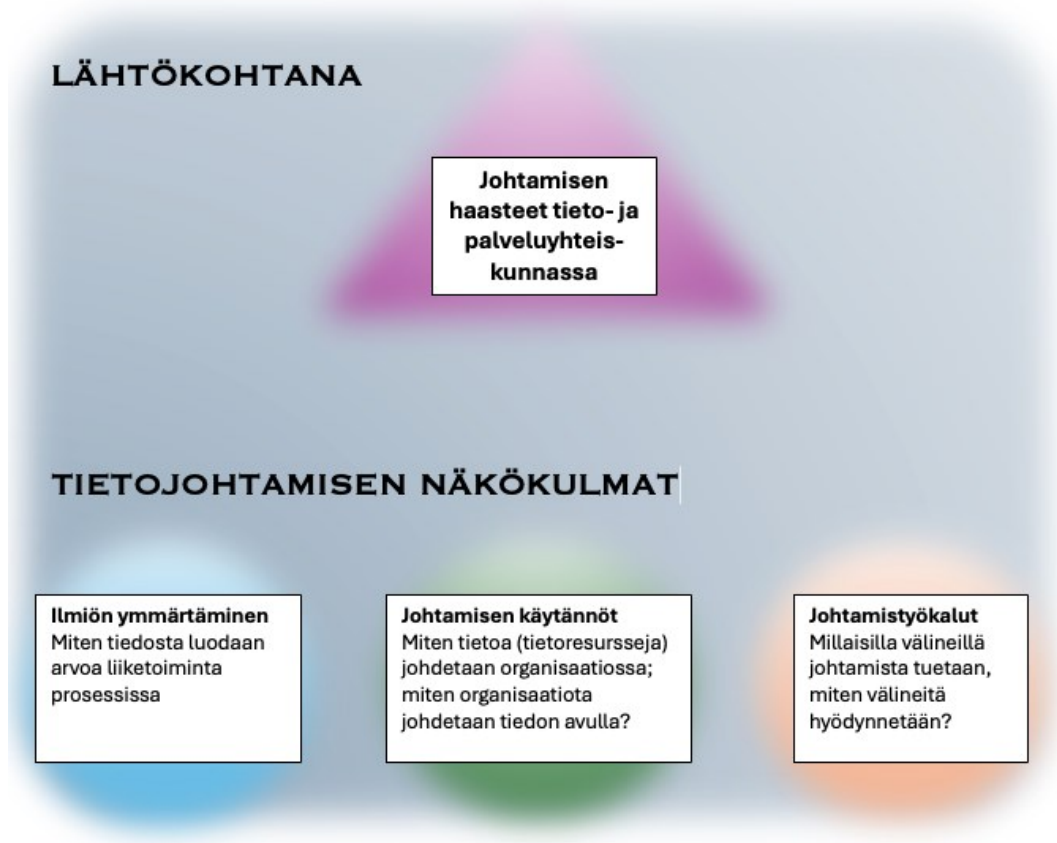 LÄHTÖKOHTANA
Johtamisen
haasteet tieto- ja
palveluyhteis-
kunnassa
TIETOJOHTAMISEN NÄKÖKULMAT
Ilmiön ymmärtäminen
Miten tiedosta luodaan
arvoa liiketoiminta
prosessissa
Johtamisen käytännöt
Miten tietoa (tietoresursseja)
johdetaan organisaatiossa;
miten organisaatiota
johdetaan tiedon avulla?
Johtamistyökalut
Millaisilla välineillä
johtamista tuetaan,
miten välineitä
hyödynnetään?